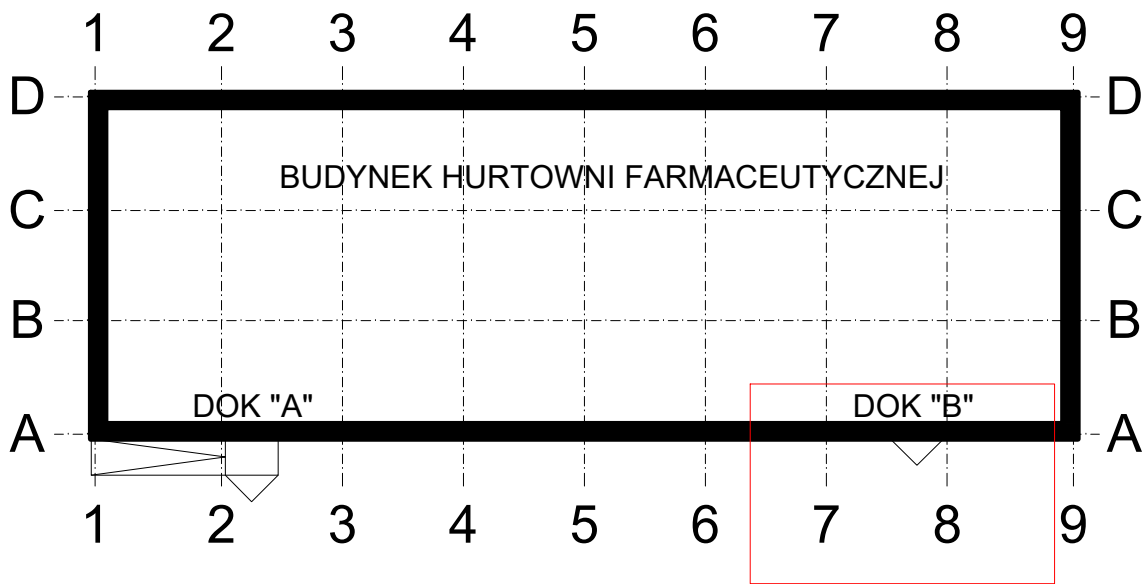 1 2 3 4 5 6 7 8 9
D D
BUDYNEK HURTOWNI FARMACEUTYCZNEJ
C C
B B
DOK "A" DOK "B"
A A
1 2 3 4 5 6 7 8 9